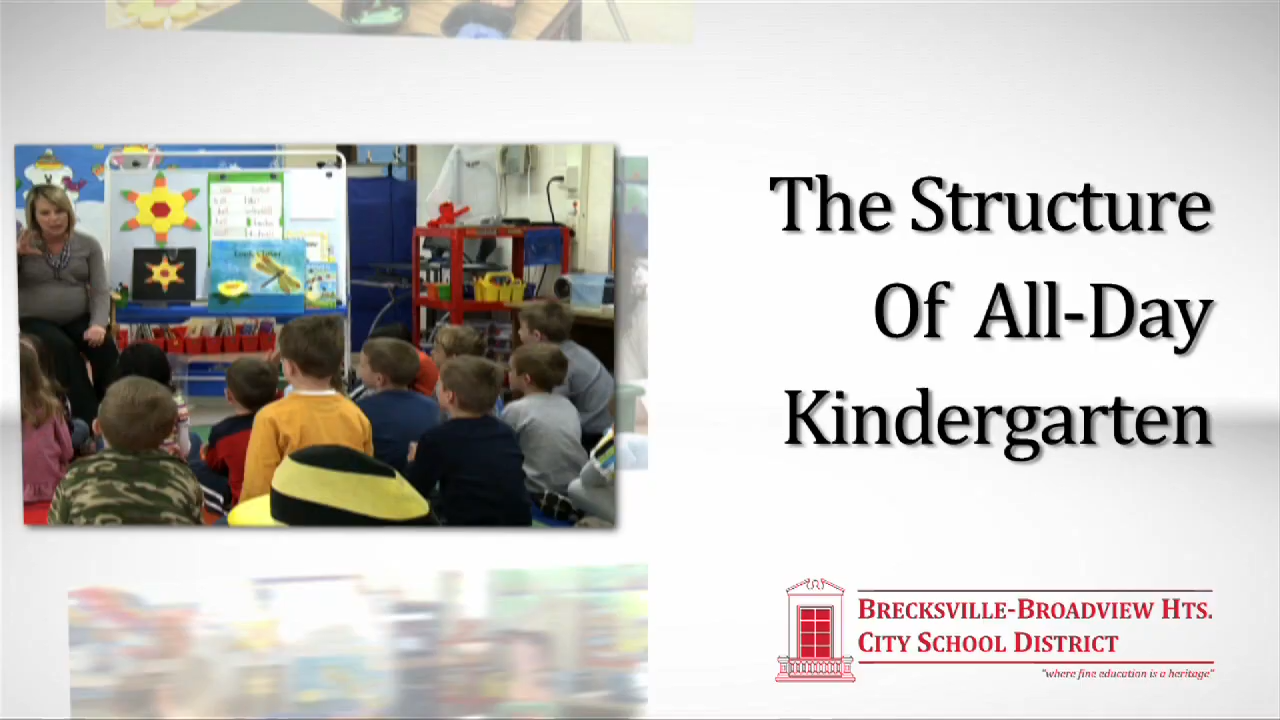 The Structure
Of All-Day
Kindergarten
BRECKSVILLE-BROADVIEW HTS.
CITY SCHOOL DISTRICT
"where fine education is a heritage"